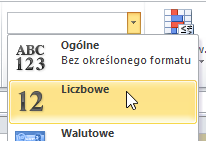 ABC
123
Ogólne
Bez określonego formatu
12
Liczbowe
Walutowe